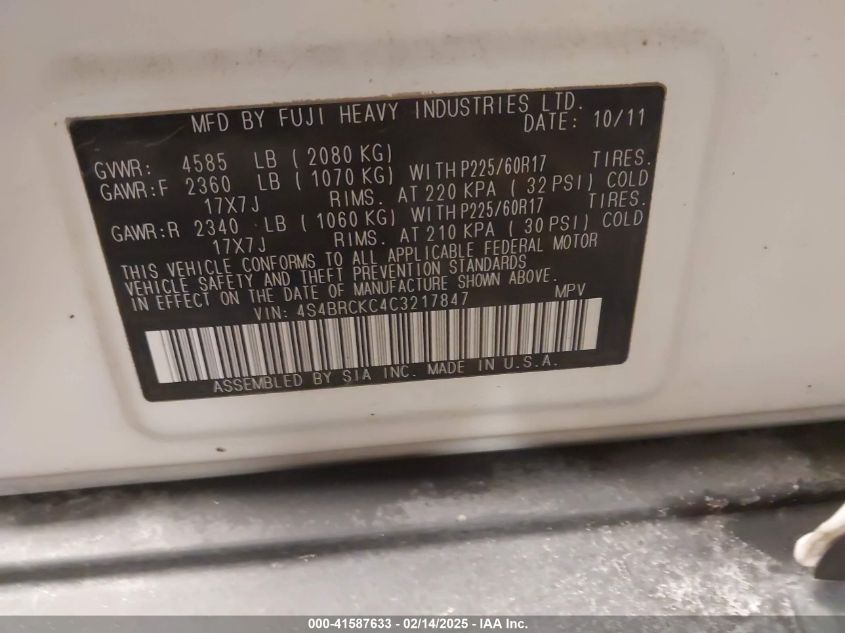 MFD BY FUJI HEAVY INDUSTRIES LTD.
DATE: 10/11
GVWR: 4585 LB ( 2080 KG)
GAWR:F 2360 LB ( 1070 KG) WITH P225/60R17 TIRES.
17X7J RIMS. AT 220 KPA ( 32 PSI) COLD
GAWR:R 2340 LB ( 1060 KG) WITH P225/60R17 TIRES.
17X7J RIMS. AT 210 KPA ( 30 PSI) COLD
THIS VEHICLE CONFORMS TO ALL APPLICABLE FEDERAL MOTOR
VEHICLE SAFETY AND THEFT PREVENTION STANDARDS
IN EFFECT ON THE DATE OF MANUFACTURE SHOWN ABOVE.
VIN: 4S4BRCKC4C3217847 MPV
ASSEMBLED BY SIA INC. MADE IN U.S.A.
000-41587633 - 02/14/2025 - IAA Inc.